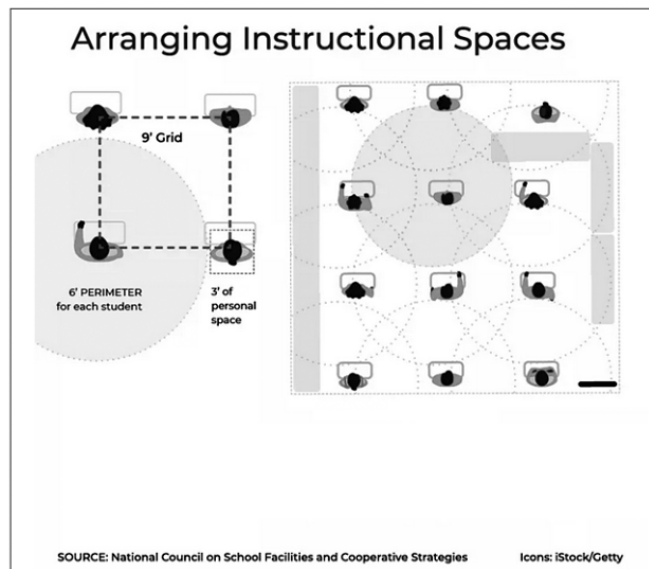 Arranging Instructional Spaces
9' Grid
6' PERIMETER
for each student
3' of
personal
space
SOURCE: National Council on School Facilities and Cooperative Strategies
Icons: iStock/Getty